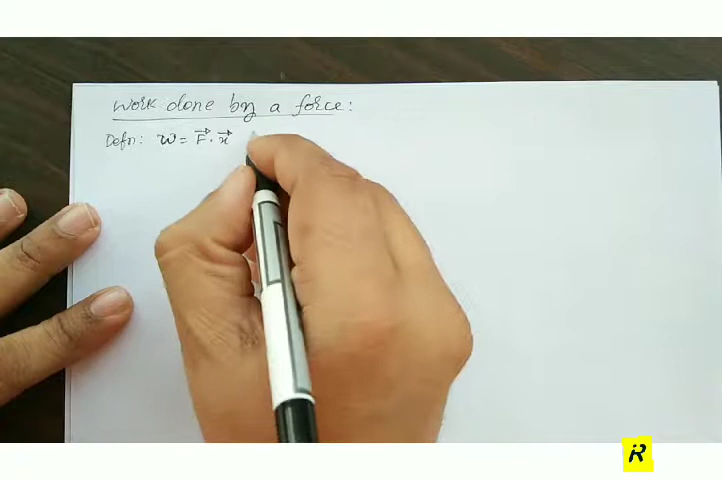 Work done by a force:
Defn: W = F⃗ · x⃗
R